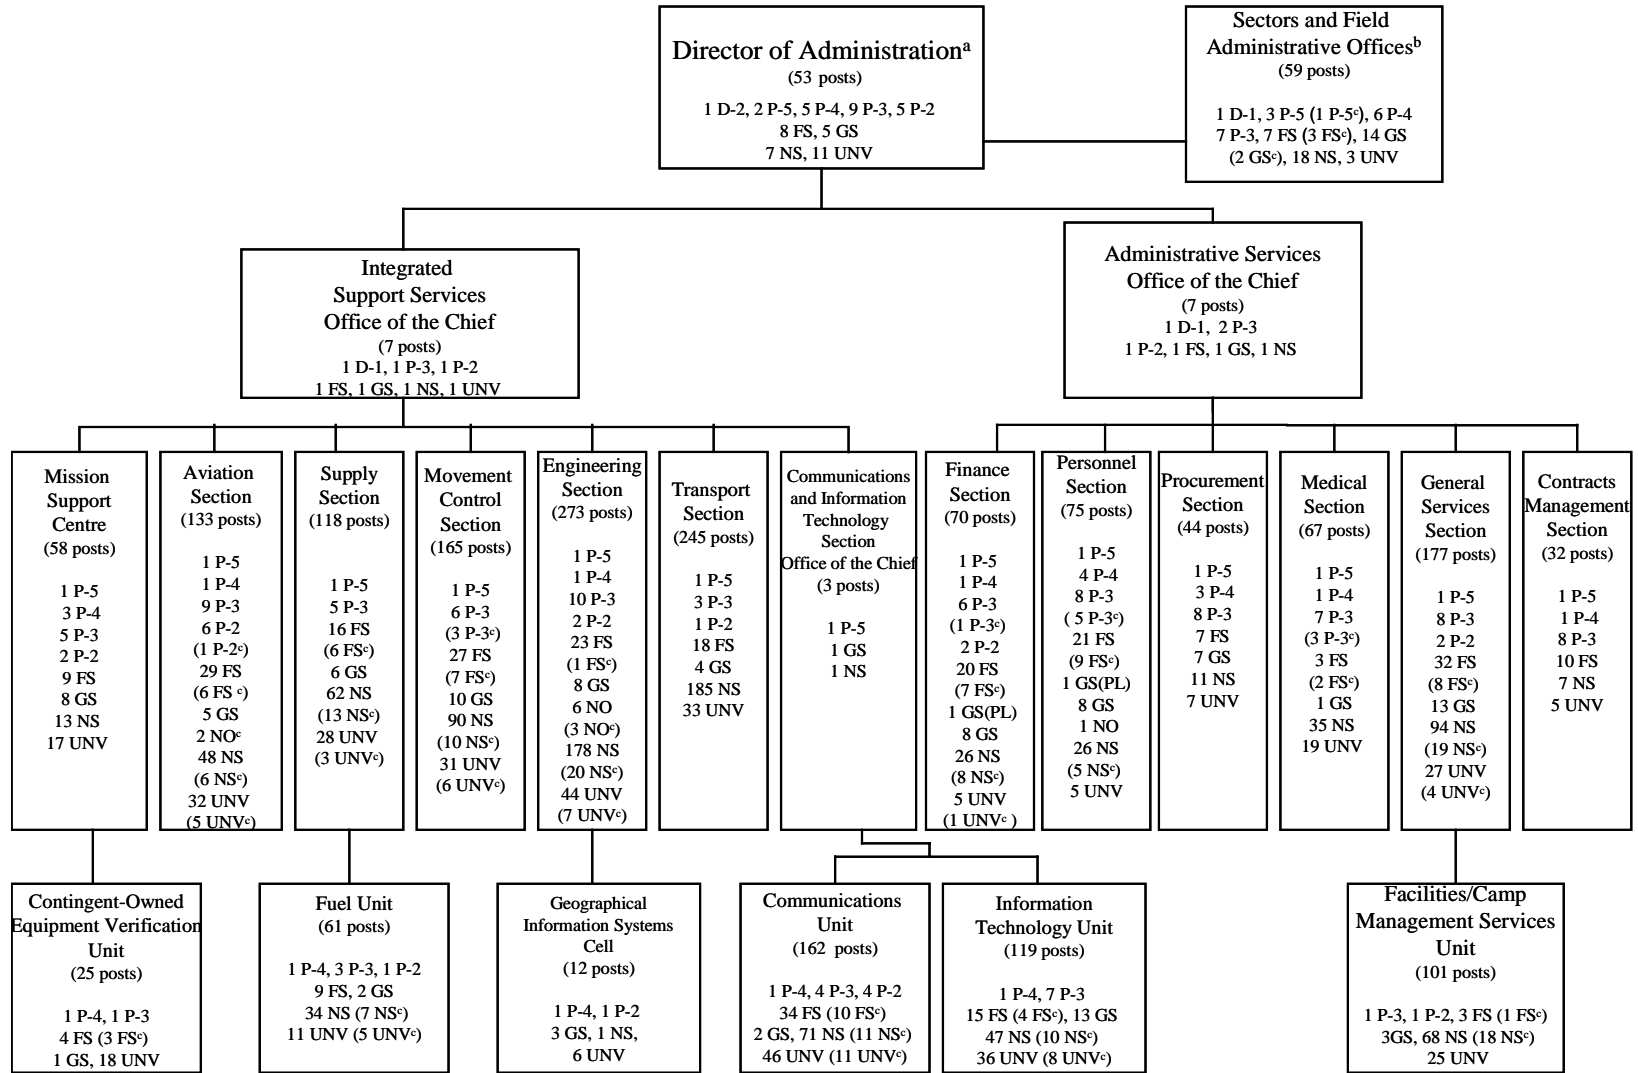 Director of Administrationᵃ
(53 posts)
1 D-2, 2 P-5, 5 P-4, 9 P-3, 5 P-2
8 FS, 5 GS
7 NS, 11 UNV
Sectors and Field
Administrative Officesᵇ
(59 posts)
1 D-1, 3 P-5 (1 P-5ᶜ), 6 P-4
7 P-3, 7 FS (3 FSᶜ), 14 GS
(2 GSᶜ), 18 NS, 3 UNV
Integrated
Support Services
Office of the Chief
(7 posts)
1 D-1, 1 P-3, 1 P-2
1 FS, 1 GS, 1 NS, 1 UNV
Administrative Services
Office of the Chief
(7 posts)
1 D-1, 2 P-3
1 P-2, 1 FS, 1 GS, 1 NS
Mission
Support
Centre
(58 posts)
1 P-5
3 P-4
5 P-3
2 P-2
9 FS
8 GS
13 NS
17 UNV
Aviation
Section
(133 posts)
1 P-5
1 P-4
9 P-3
6 P-2
(1 P-2ᶜ)
29 FS
(6 FS ᶜ)
5 GS
2 NOᶜ
48 NS
(6 NSᶜ)
32 UNV
(5 UNVᶜ)
Supply
Section
(118 posts)
1 P-5
5 P-3
16 FS
(6 FSᶜ)
6 GS
62 NS
(13 NSᶜ)
28 UNV
(3 UNVᶜ)
Movement
Control
Section
(165 posts)
1 P-5
6 P-3
(3 P-3ᶜ)
27 FS
(7 FSᶜ)
10 GS
90 NS
(10 NSᶜ)
31 UNV
(6 UNVᶜ)
Engineering
Section
(273 posts)
1 P-5
1 P-4
10 P-3
2 P-2
23 FS
(1 FSᶜ)
8 GS
6 NO
(3 NOᶜ)
178 NS
(20 NSᶜ)
44 UNV
(7 UNVᶜ)
Transport
Section
(245 posts)
1 P-5
3 P-3
1 P-2
18 FS
4 GS
185 NS
33 UNV
Communications
and Information
Technology
Section
Office of the Chief
(3 posts)
1 P-5
1 GS
1 NS
Finance
Section
(70 posts)
1 P-5
1 P-4
6 P-3
(1 P-3ᶜ)
2 P-2
20 FS
(7 FSᶜ)
1 GS(PL)
8 GS
26 NS
(8 NSᶜ)
5 UNV
(1 UNVᶜ )
Personnel
Section
(75 posts)
1 P-5
4 P-4
8 P-3
( 5 P-3ᶜ)
21 FS
(9 FSᶜ)
1 GS(PL)
8 GS
1 NO
26 NS
(5 NSᶜ)
5 UNV
Procurement
Section
(44 posts)
1 P-5
3 P-4
8 P-3
7 FS
7 GS
11 NS
7 UNV
Medical
Section
(67 posts)
1 P-5
1 P-4
7 P-3
(3 P-3ᶜ)
3 FS
(2 FSᶜ)
1 GS
35 NS
19 UNV
General
Services
Section
(177 posts)
1 P-5
8 P-3
2 P-2
32 FS
(8 FSᶜ)
13 GS
94 NS
(19 NSᶜ)
27 UNV
(4 UNVᶜ)
Contracts
Management
Section
(32 posts)
1 P-5
1 P-4
8 P-3
10 FS
7 NS
5 UNV
Contingent-Owned
Equipment Verification
Unit
(25 posts)
1 P-4, 1 P-3
4 FS (3 FSᶜ)
1 GS, 18 UNV
Fuel Unit
(61 posts)
1 P-4, 3 P-3, 1 P-2
9 FS, 2 GS
34 NS (7 NSᶜ)
11 UNV (5 UNVᶜ)
Geographical
Information Systems
Cell
(12 posts)
1 P-4, 1 P-2
3 GS, 1 NS,
6 UNV
Communications
Unit
(162 posts)
1 P-4, 4 P-3, 4 P-2
34 FS (10 FSᶜ)
2 GS, 71 NS (11 NSᶜ)
46 UNV (11 UNVᶜ)
Information
Technology Unit
(119 posts)
1 P-4, 7 P-3
15 FS (4 FSᶜ), 13 GS
47 NS (10 NSᶜ)
36 UNV (8 UNVᶜ)
Facilities/Camp
Management Services
Unit
(101 posts)
1 P-3, 1 P-2, 3 FS (1 FSᶜ)
3GS, 68 NS (18 NSᶜ)
25 UNV